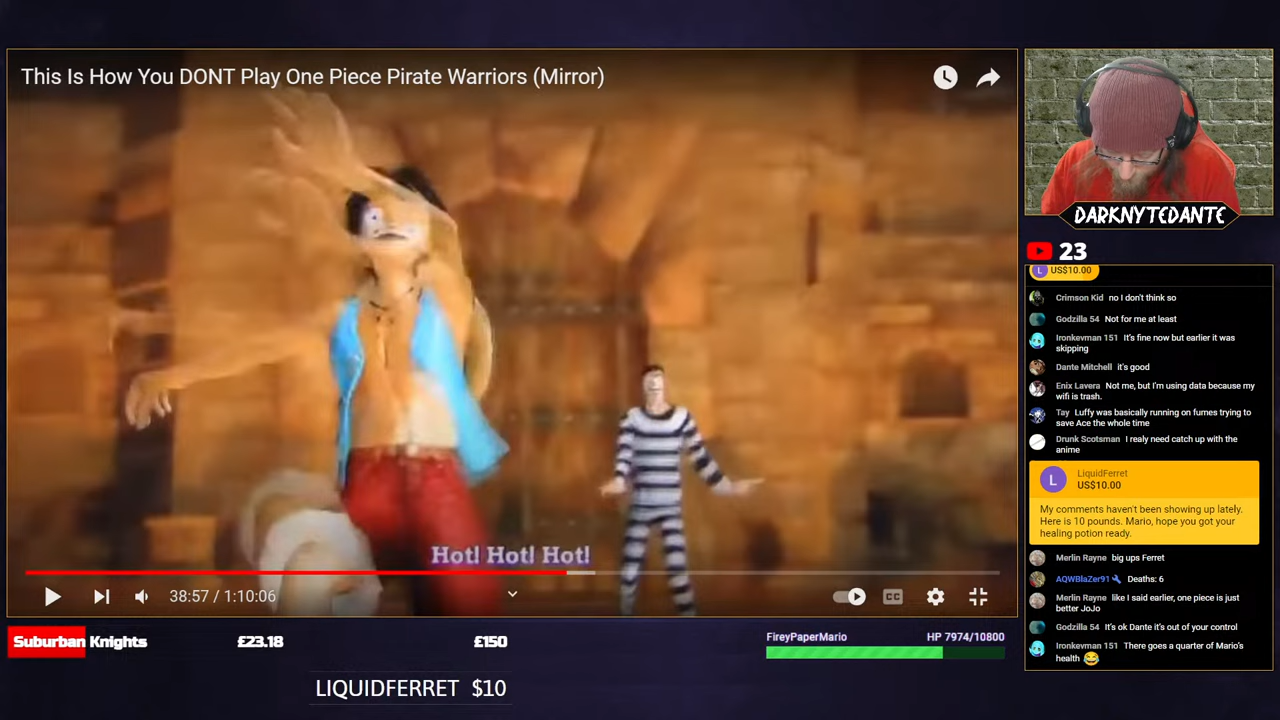 This Is How You DONT Play One Piece Pirate Warriors (Mirror)
Hot! Hot! Hot!
38:57 / 1:10:06
CC
DARKNYTEDANTE
23
L US$10.00
Crimson Kid no I don't think so
Godzilla 54 Not for me at least
Ironkevman 151 It's fine now but earlier it was
skipping
Dante Mitchell it's good
Enix Lavera Not me, but I'm using data because my
wifi is trash.
Tay Luffy was basically running on fumes trying to
save Ace the whole time
Drunk Scotsman I realy need catch up with the
anime
L
LiquidFerret
US$10.00
My comments haven't been showing up lately.
Here is 10 pounds. Mario, hope you got your
healing potion ready.
Merlin Rayne big ups Ferret
AQWBlaZer91 Deaths: 6
Merlin Rayne like I said earlier, one piece is just
better JoJo
Godzilla 54 It's ok Dante it's out of your control
Ironkevman 151 There goes a quarter of Mario's
health 😂
Suburban Knights £23.18 £150
FireyPaperMario HP 7974/10800
LIQUIDFERRET $10